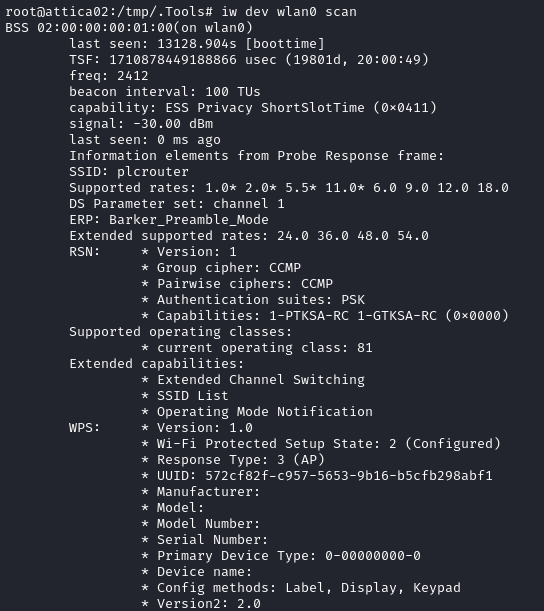 root@attica02:/tmp/.Tools# iw dev wlan0 scan
BSS 02:00:00:00:01:00(on wlan0)
last seen: 13128.904s [boottime]
TSF: 1710878449188866 usec (19801d, 20:00:49)
freq: 2412
beacon interval: 100 TUs
capability: ESS Privacy ShortSlotTime (0x0411)
signal: -30.00 dBm
last seen: 0 ms ago
Information elements from Probe Response frame:
SSID: plcrouter
Supported rates: 1.0* 2.0* 5.5* 11.0* 6.0 9.0 12.0 18.0
DS Parameter set: channel 1
ERP: Barker_Preamble_Mode
Extended supported rates: 24.0 36.0 48.0 54.0
RSN: * Version: 1
* Group cipher: CCMP
* Pairwise ciphers: CCMP
* Authentication suites: PSK
* Capabilities: 1-PTKSA-RC 1-GTKSA-RC (0x0000)
Supported operating classes:
* current operating class: 81
Extended capabilities:
* Extended Channel Switching
* SSID List
* Operating Mode Notification
WPS: * Version: 1.0
* Wi-Fi Protected Setup State: 2 (Configured)
* Response Type: 3 (AP)
* UUID: 572cf82f-c957-5653-9b16-b5cfb298abf1
* Manufacturer:
* Model:
* Model Number:
* Serial Number:
* Primary Device Type: 0-00000000-0
* Device name:
* Config methods: Label, Display, Keypad
* Version2: 2.0